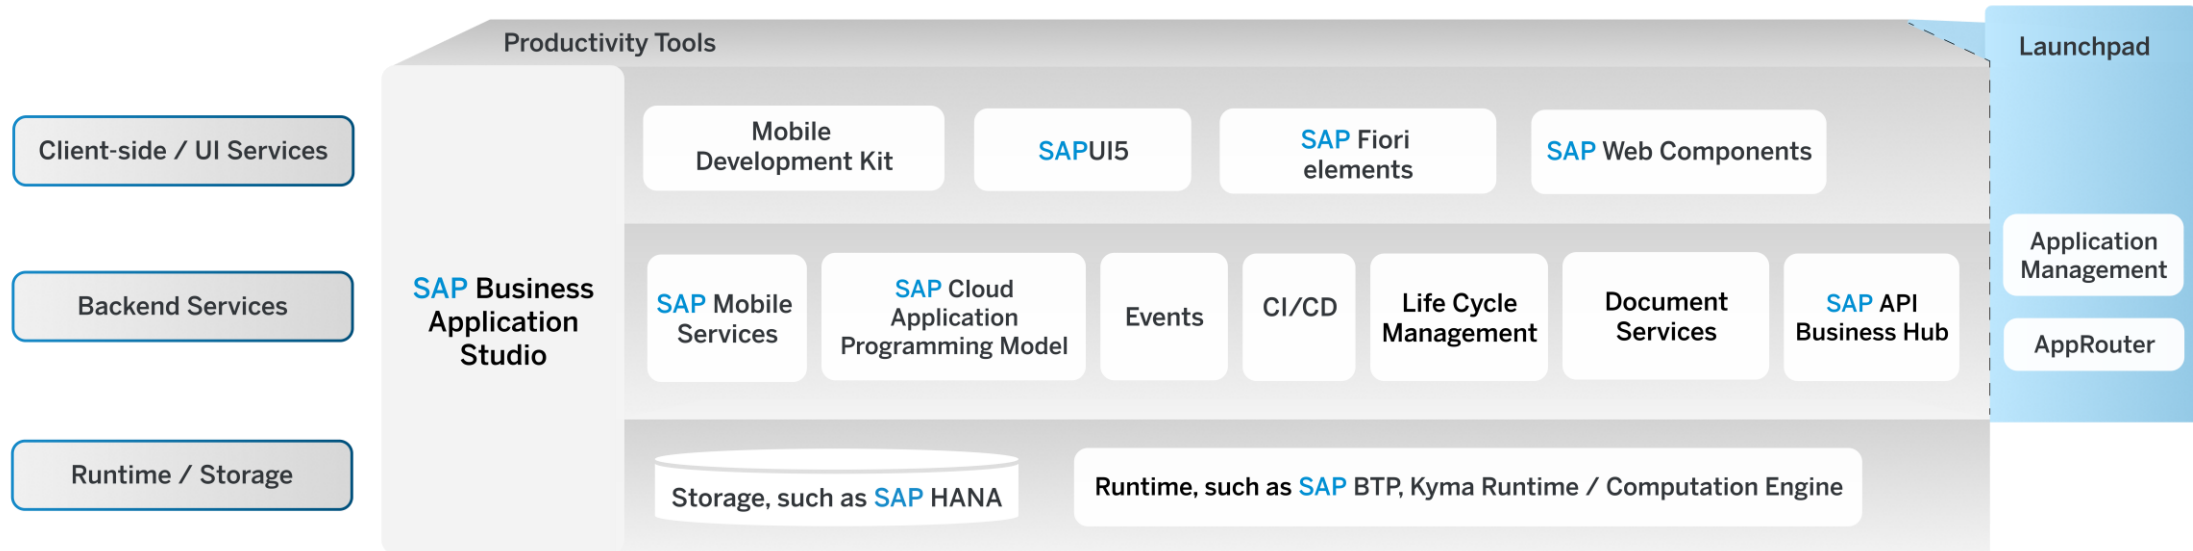 Productivity Tools
Launchpad
Client-side / UI Services
Mobile
Development Kit
SAPUI5
SAP Fiori
elements
SAP Web Components
Backend Services
SAP Business
Application
Studio
SAP Mobile
Services
SAP Cloud
Application
Programming Model
Events
CI/CD
Life Cycle
Management
Document
Services
SAP API
Business Hub
Application
Management
AppRouter
Runtime / Storage
Storage, such as SAP HANA
Runtime, such as SAP BTP, Kyma Runtime / Computation Engine